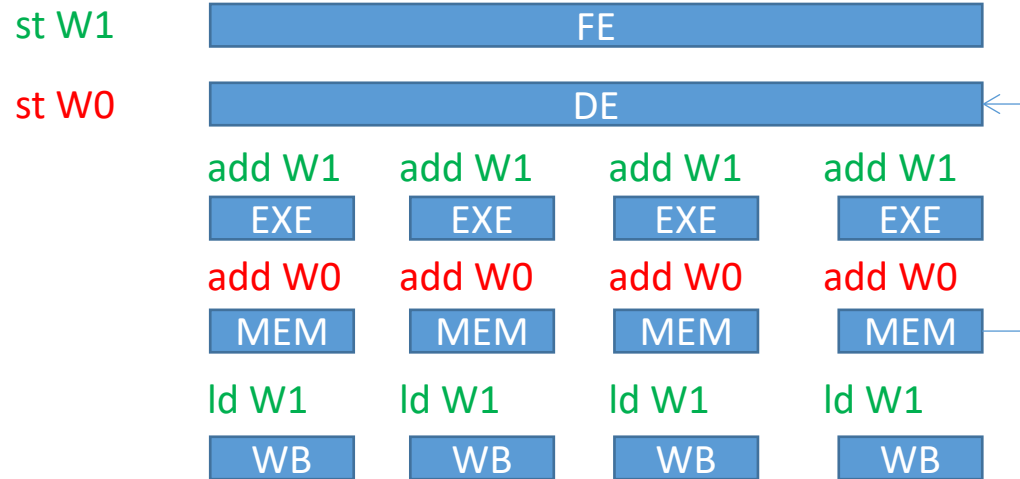 st W1 FE
st W0 DE
add W1 add W1 add W1 add W1
EXE EXE EXE EXE
add W0 add W0 add W0 add W0
MEM MEM MEM MEM
ld W1 ld W1 ld W1 ld W1
WB WB WB WB